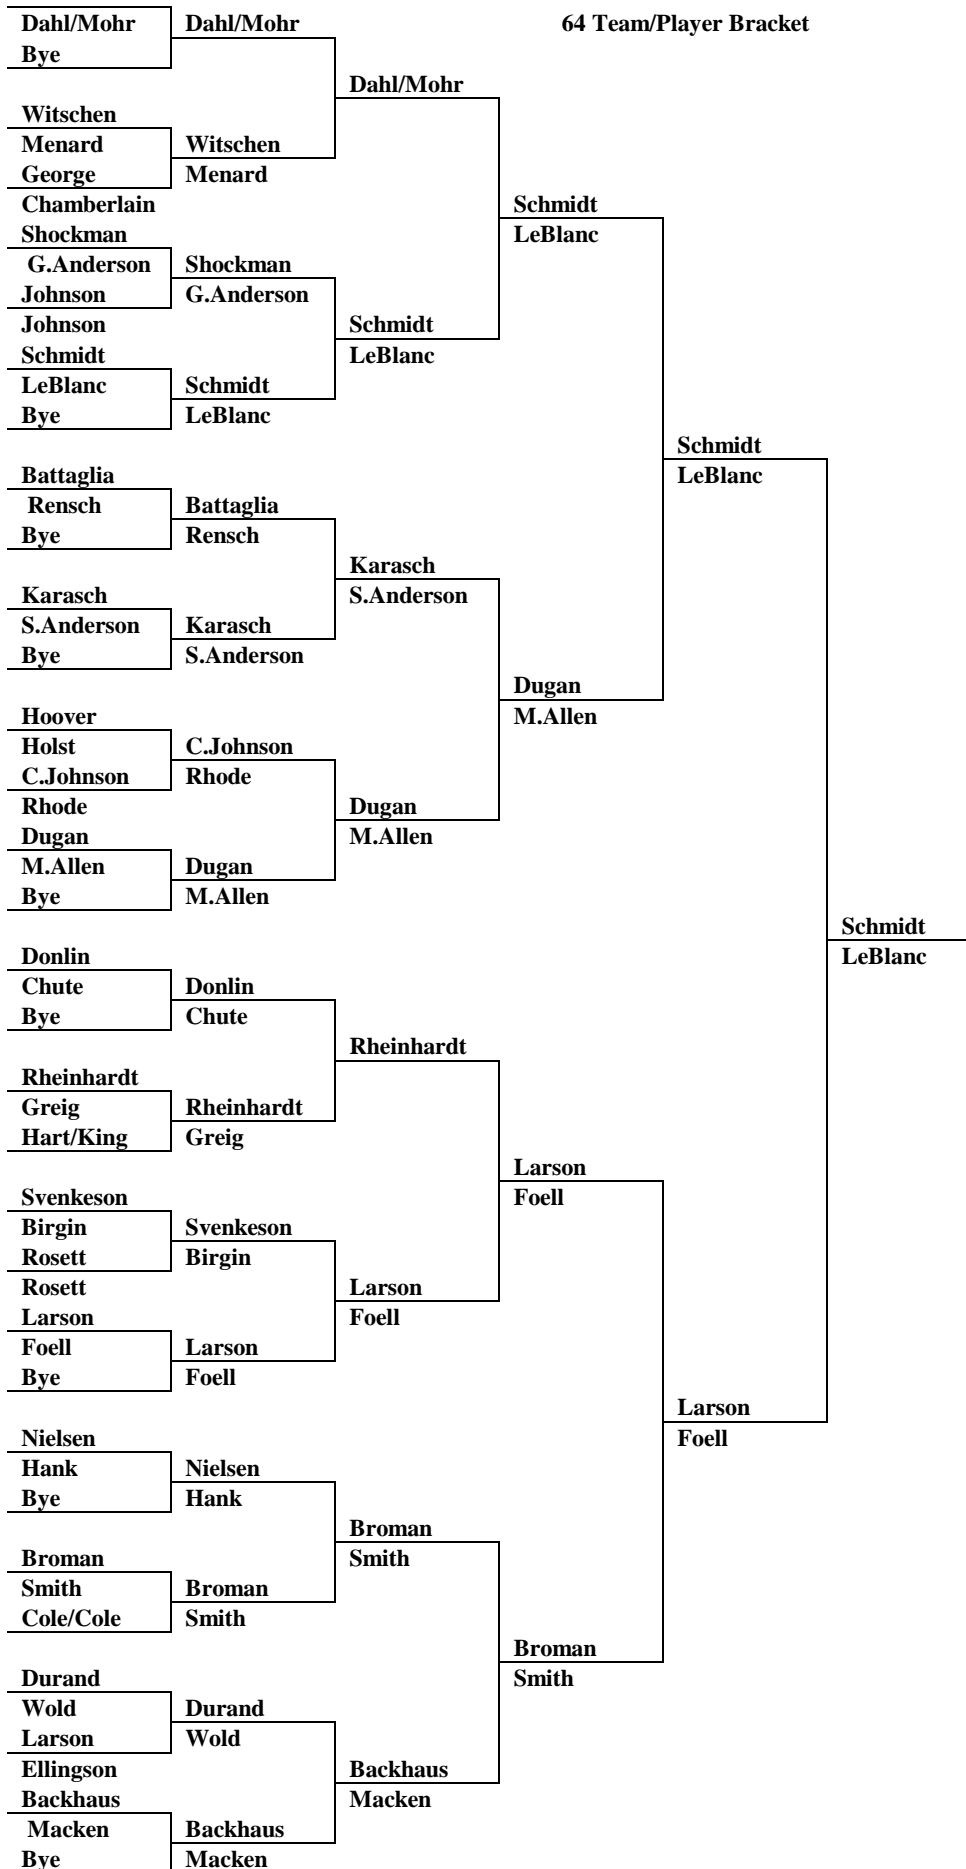 Dahl/Mohr Dahl/Mohr 64 Team/Player Bracket
Bye
Dahl/Mohr
Witschen
Menard Witschen
George Menard
Chamberlain Schmidt
Shockman LeBlanc
G.Anderson Shockman
Johnson G.Anderson
Johnson Schmidt
Schmidt LeBlanc
LeBlanc Schmidt
Bye LeBlanc
Schmidt
Battaglia LeBlanc
Rensch Battaglia
Bye Rensch
Karasch
Karasch S.Anderson
S.Anderson Karasch
Bye S.Anderson
Dugan
Hoover M.Allen
Holst C.Johnson
C.Johnson Rhode
Rhode Dugan
Dugan M.Allen
M.Allen Dugan
Bye M.Allen
Schmidt
Donlin LeBlanc
Chute Donlin
Bye Chute
Rheinhardt
Rheinhardt
Greig Rheinhardt
Hart/King Greig
Larson
Svenkeson Foell
Birgin Svenkeson
Rosett Birgin
Rosett Larson
Larson Foell
Foell Larson
Bye Foell
Larson
Nielsen Foell
Hank Nielsen
Bye Hank
Broman
Broman Smith
Smith Broman
Cole/Cole Smith
Broman
Durand Smith
Wold Durand
Larson Wold
Ellingson Backhaus
Backhaus Macken
Macken Backhaus
Bye Macken